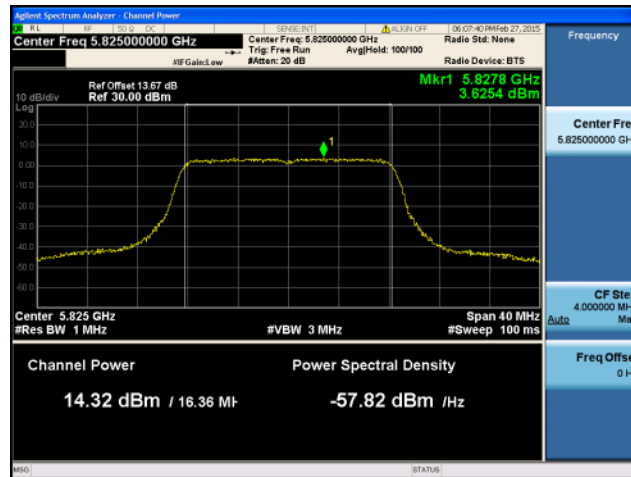 Agilent Spectrum Analyzer - Channel Power
RL RF 50 Ω DC SENSE:INT ALIGN OFF 06:07:40 PM Feb 27, 2015
Center Freq 5.825000000 GHz
Center Freq: 5.825000000 GHz
Radio Std: None
Trig: Free Run Avg|Hold: 100/100
#IFGain:Low #Atten: 20 dB Radio Device: BTS
Ref Offset 13.67 dB
10 dB/div Ref 30.00 dBm
Mkr1 5.8278 GHz
3.6254 dBm
Log
20.0
10.0
1
0.00
-10.0
-20.0
-30.0
-40.0
-50.0
-60.0
Center 5.825 GHz Span 40 MHz
#Res BW 1 MHz #VBW 3 MHz #Sweep 100 ms
Channel Power Power Spectral Density
14.32 dBm / 16.36 MH -57.82 dBm /Hz
MSG STATUS
Frequency
Center Fre
5.825000000 GH
CF Ste
4.000000 MH
Auto Ma
Freq Offse
0 H